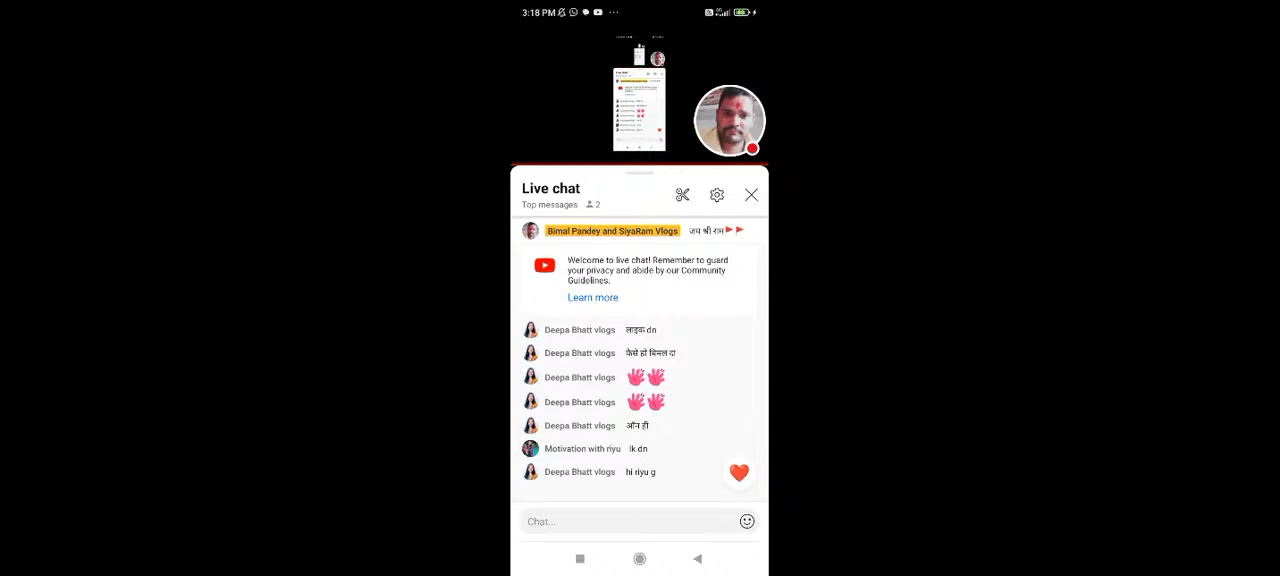 3:18 PM
Live chat
Top messages 2
Bimal Pandey and SiyaRam Vlogs जय श्री राम
Welcome to live chat! Remember to guard
your privacy and abide by our Community
Guidelines.
Learn more
Deepa Bhatt vlogs लाइक dn
Deepa Bhatt vlogs कैसे हो बिमल दा
Deepa Bhatt vlogs
Deepa Bhatt vlogs
Deepa Bhatt vlogs ऑन ही
Motivation with riyu lk dn
Deepa Bhatt vlogs hi riyu g
Chat...